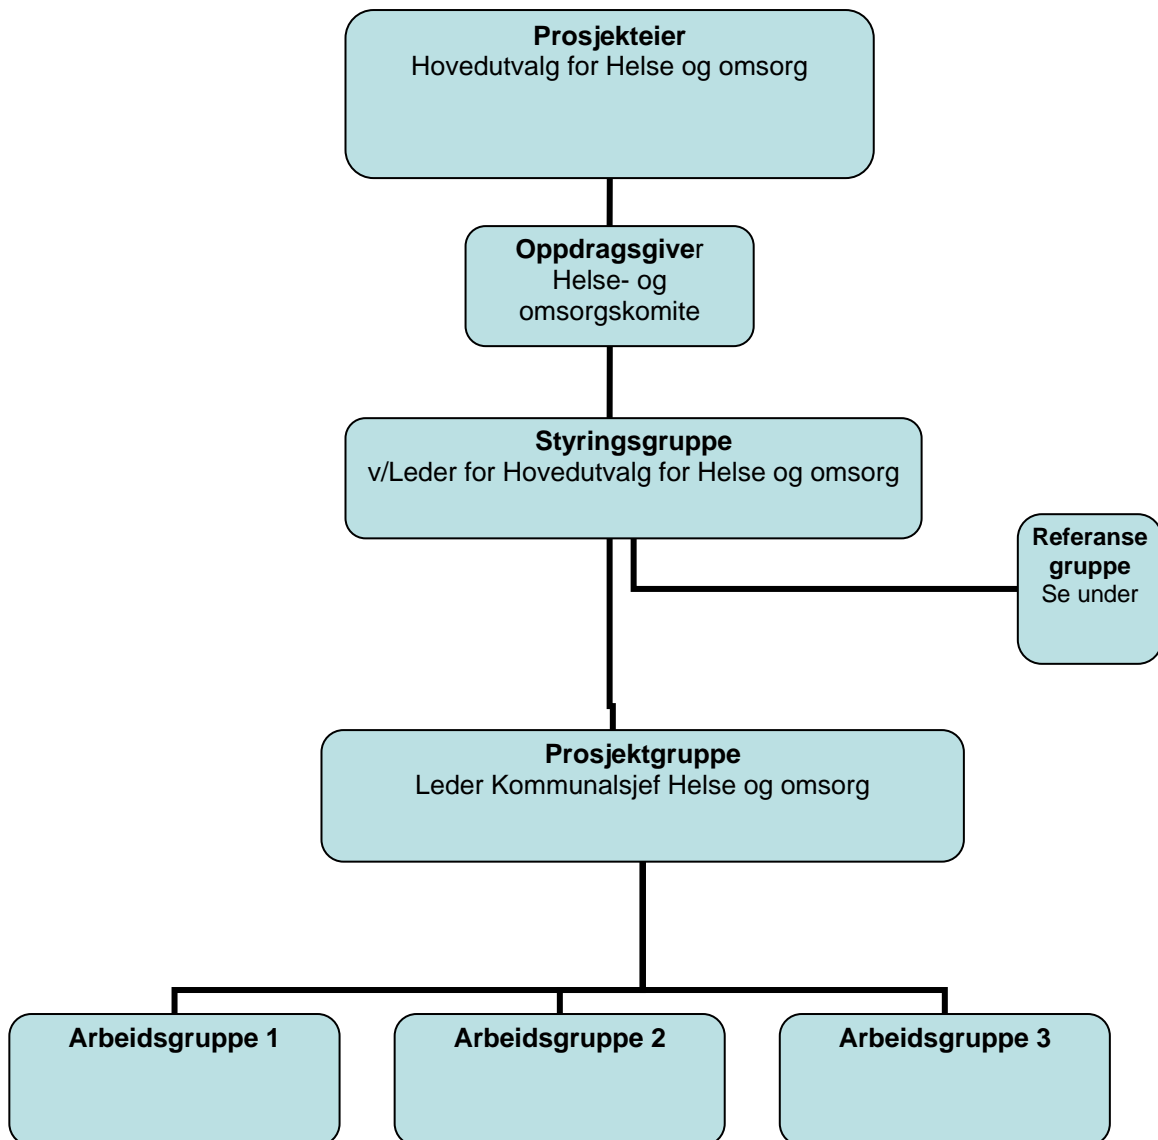 Prosjekteier
Hovedutvalg for Helse og omsorg
Oppdragsgiver
Helse- og
omsorgskomite
Styringsgruppe
v/Leder for Hovedutvalg for Helse og omsorg
Referanse
gruppe
Se under
Prosjektgruppe
Leder Kommunalsjef Helse og omsorg
Arbeidsgruppe 1
Arbeidsgruppe 2
Arbeidsgruppe 3